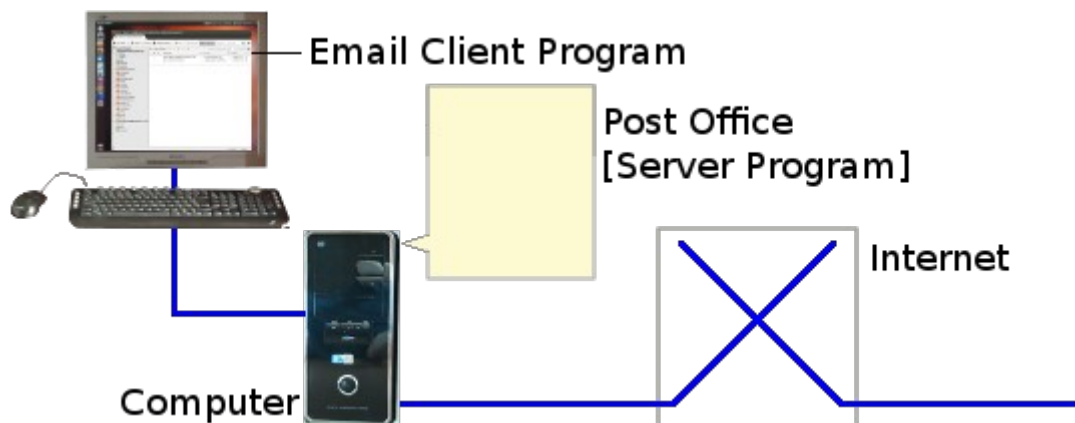 Email Client Program
Post Office
[Server Program]
Internet
Computer